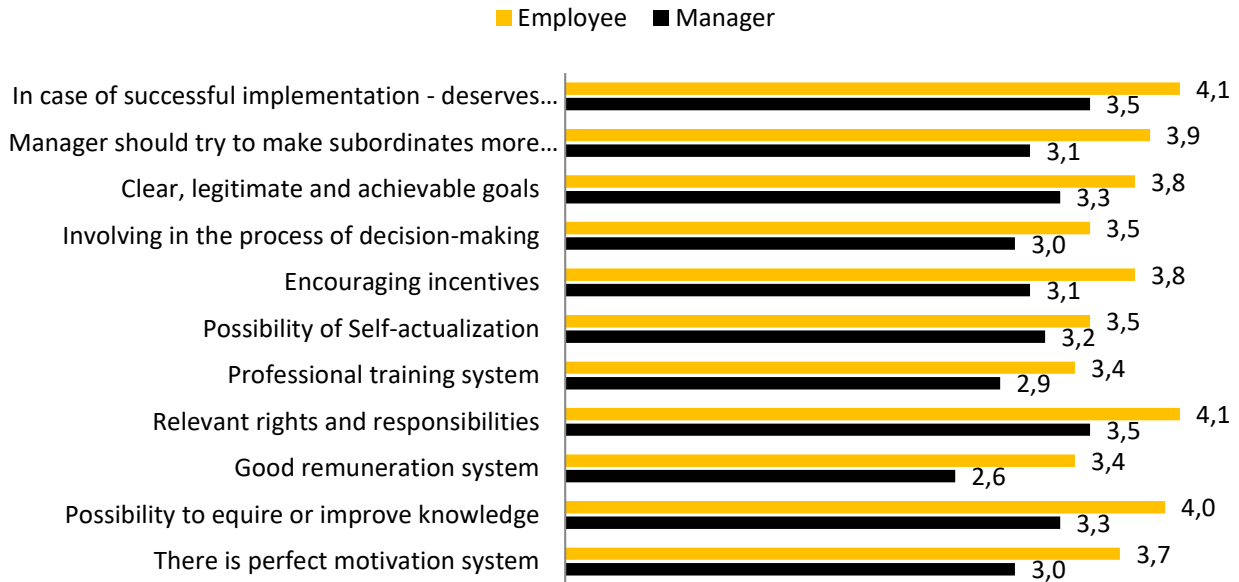 Employee Manager
In case of successful implementation - deserves…
4,1
3,5
Manager should try to make subordinates more…
3,9
3,1
Clear, legitimate and achievable goals
3,8
3,3
Involving in the process of decision-making
3,5
3,0
Encouraging incentives
3,8
3,1
Possibility of Self-actualization
3,5
3,2
Professional training system
3,4
2,9
Relevant rights and responsibilities
4,1
3,5
Good remuneration system
3,4
2,6
Possibility to equire or improve knowledge
4,0
3,3
There is perfect motivation system
3,7
3,0